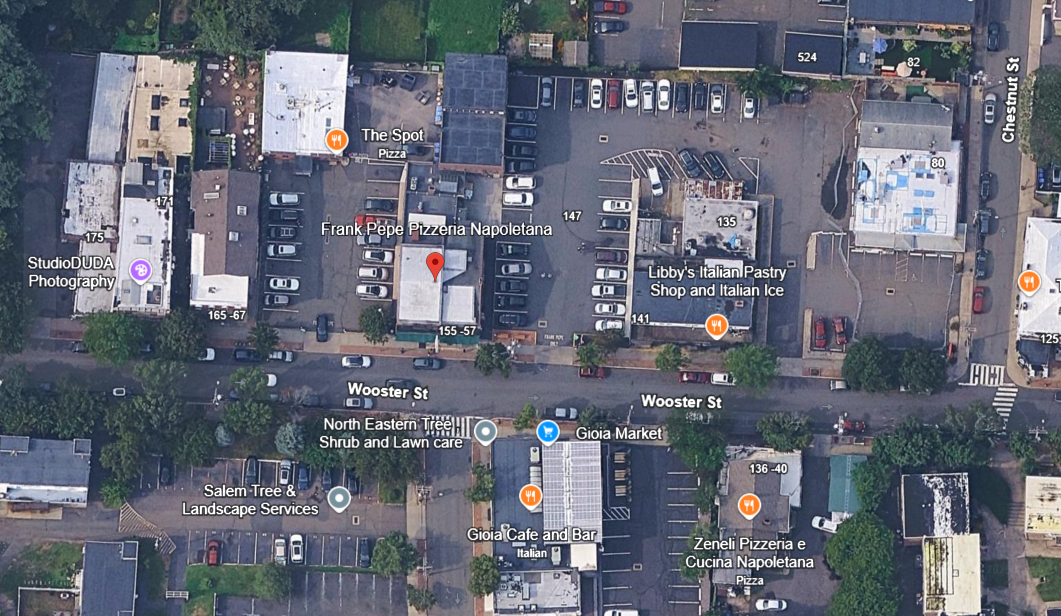 524
82
Chestnut St
The Spot
Pizza
80
171
147
135
Frank Pepe Pizzeria Napoletana
175
StudioDUDA
Photography
Libby's Italian Pastry
Shop and Italian Ice
165 -67
141
155 -57
125
Wooster St
Wooster St
North Eastern Tree
Shrub and Lawn care
Gioia Market
136 -40
Salem Tree &
Landscape Services
Gioia Cafe and Bar
Italian
Zeneli Pizzeria e
Cucina Napoletana
Pizza